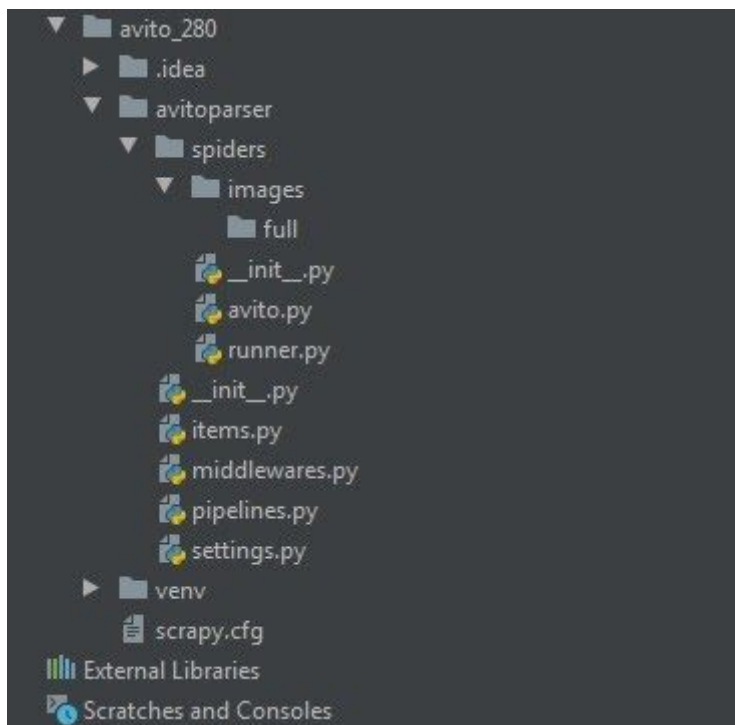 avito_280
.idea
avitoparser
spiders
images
full
__init__.py
avito.py
runner.py
__init__.py
items.py
middlewares.py
pipelines.py
settings.py
venv
scrapy.cfg
External Libraries
Scratches and Consoles